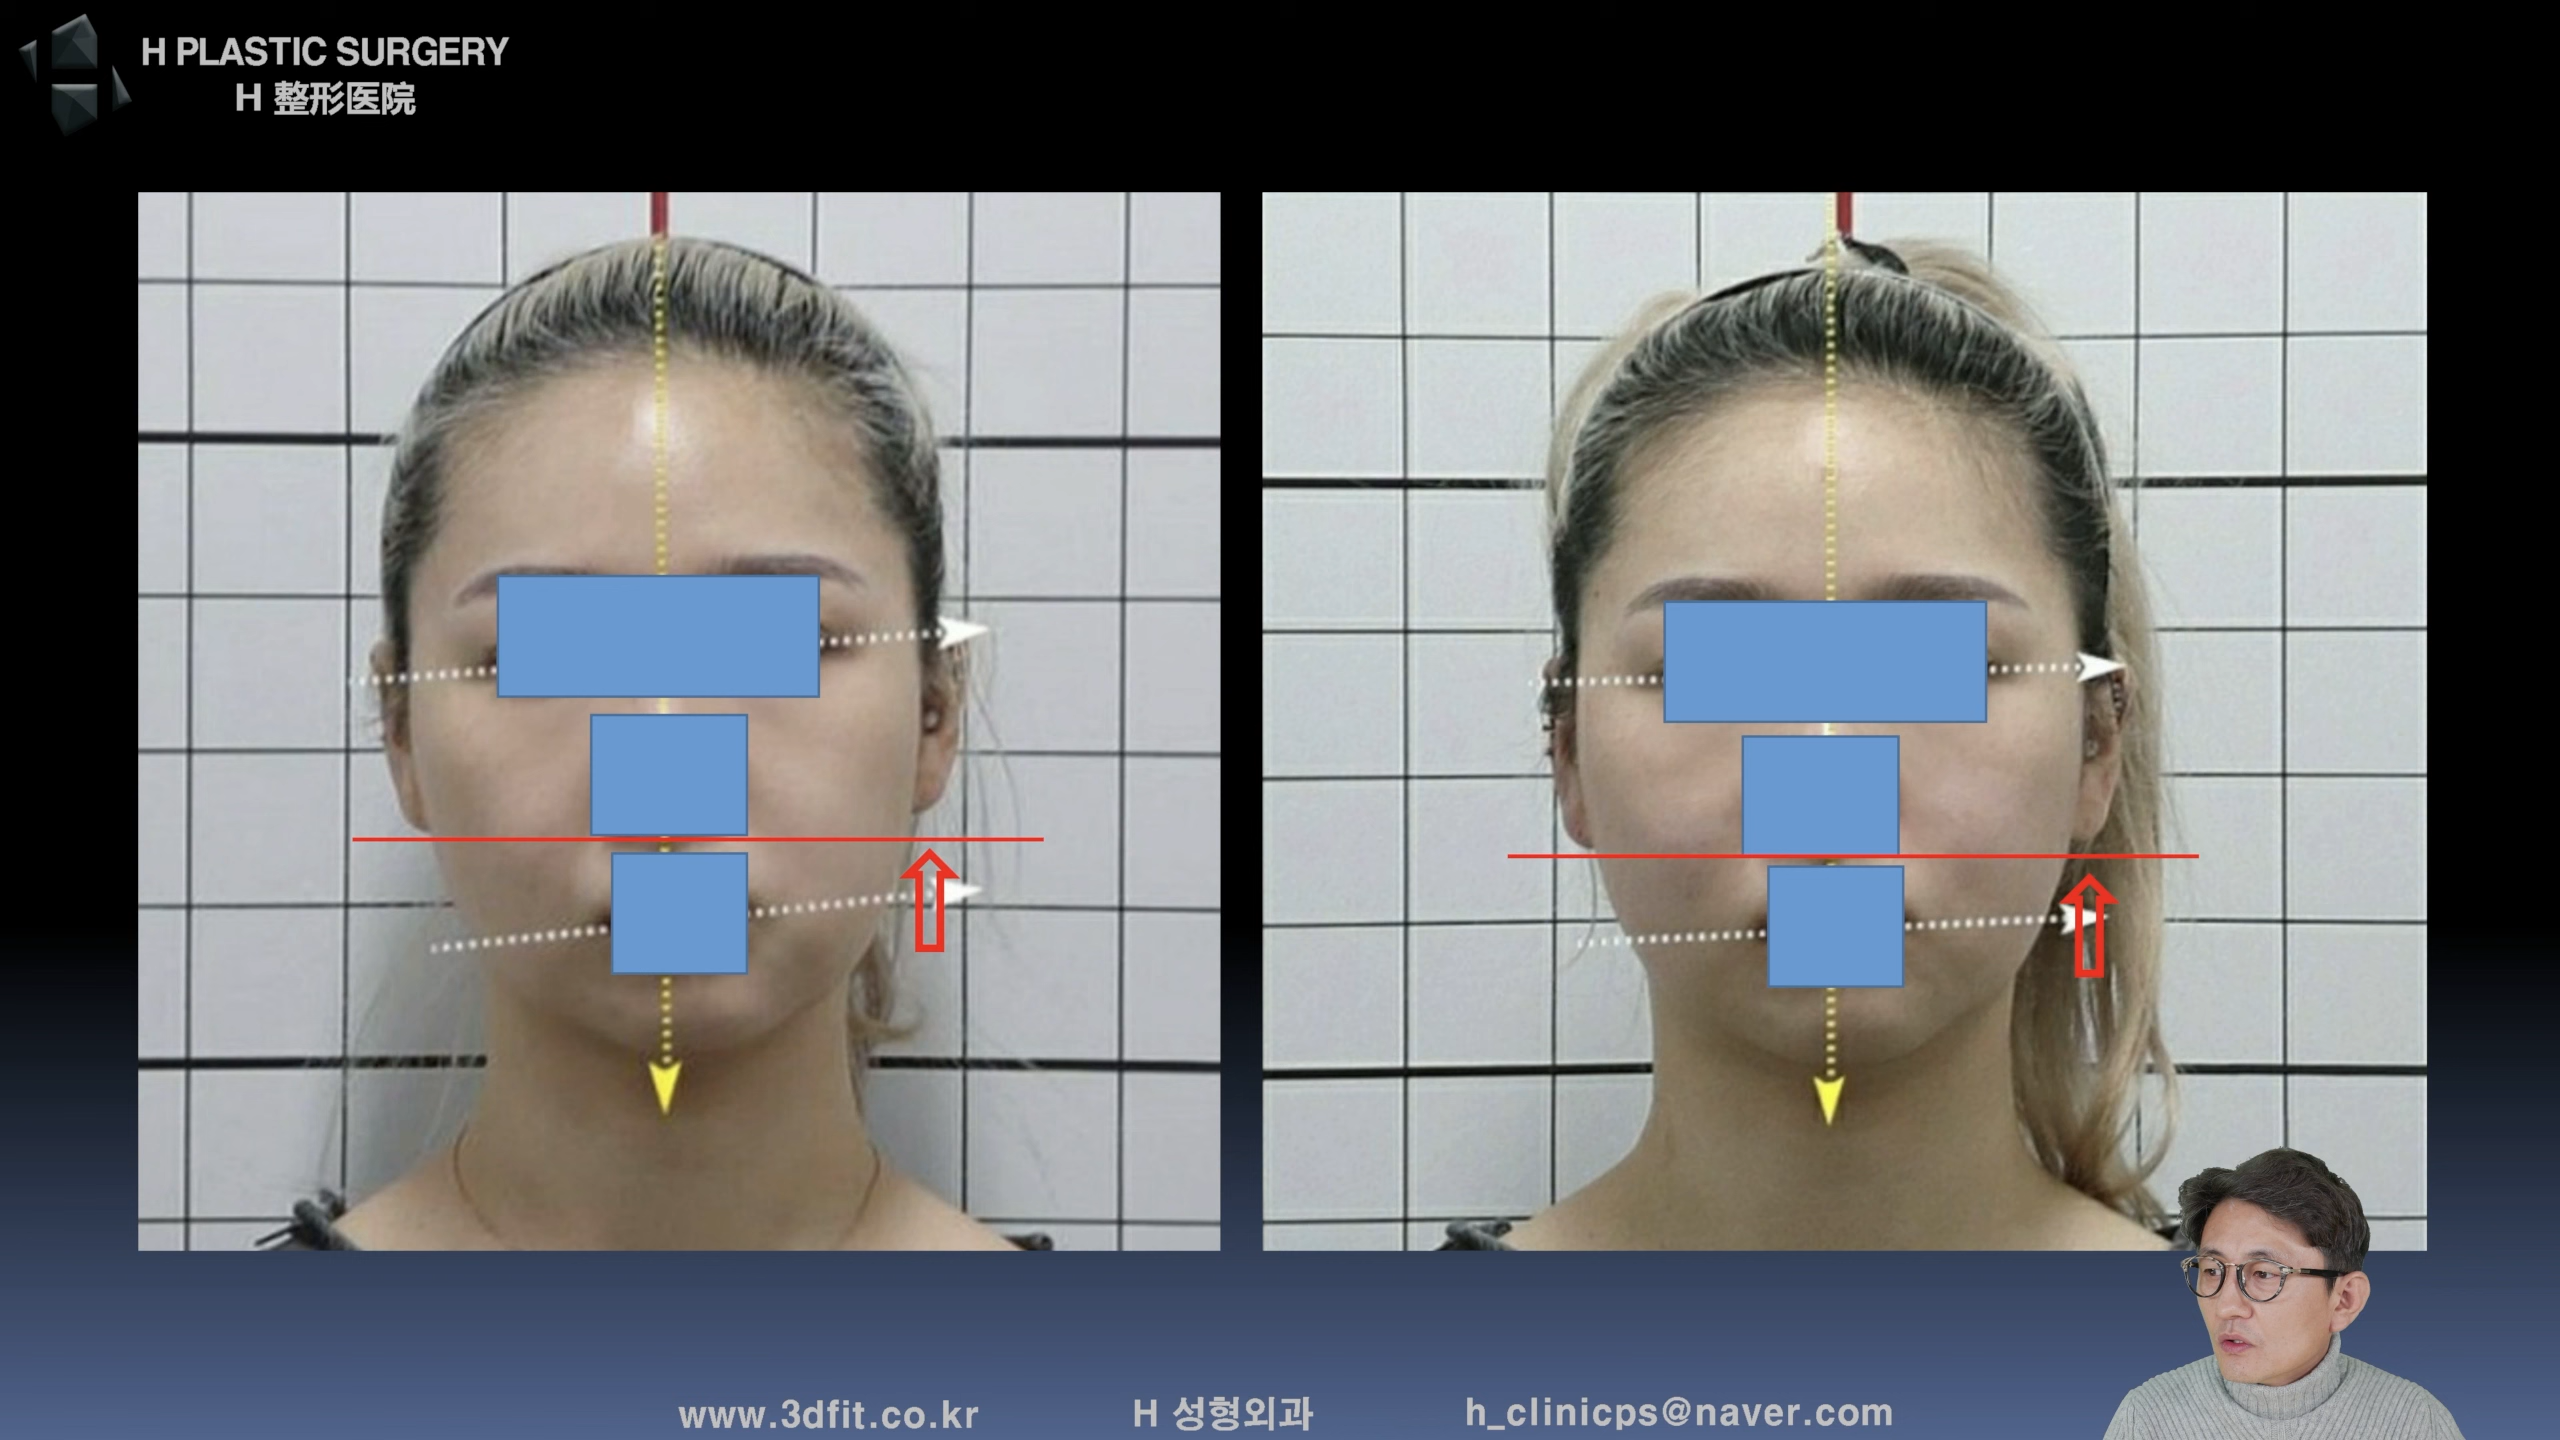 H PLASTIC SURGERY
H 整形医院
www.3dfit.co.kr
H 성형외과
h_clinicps@naver.com